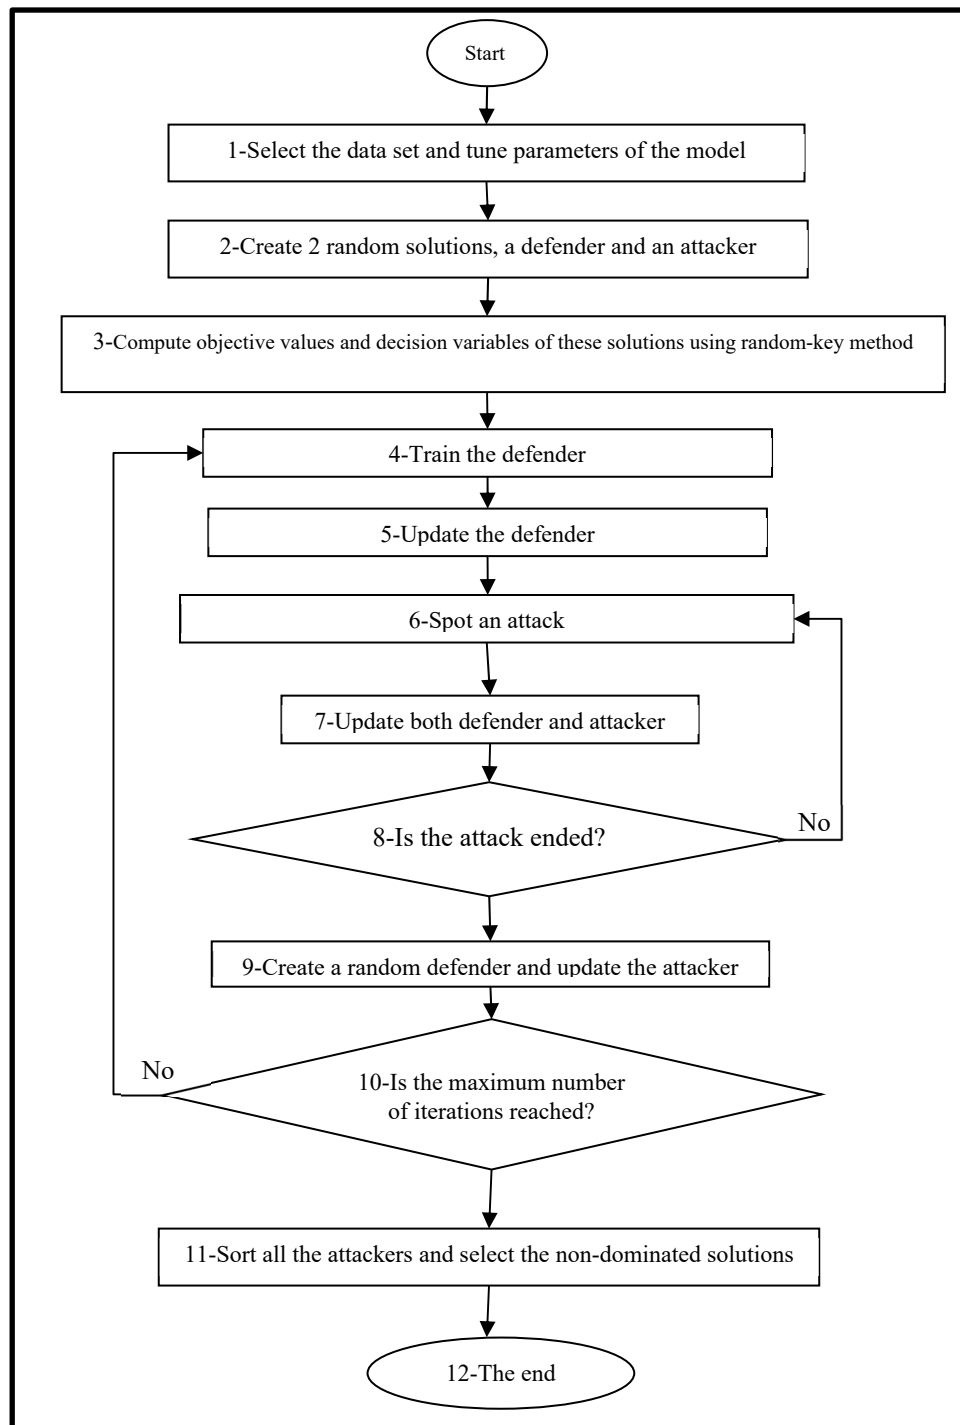 Start
1-Select the data set and tune parameters of the model
2-Create 2 random solutions, a defender and an attacker
3-Compute objective values and decision variables of these solutions using random-key method
4-Train the defender
5-Update the defender
6-Spot an attack
7-Update both defender and attacker
8-Is the attack ended?
No
9-Create a random defender and update the attacker
No
10-Is the maximum number
of iterations reached?
11-Sort all the attackers and select the non-dominated solutions
12-The end